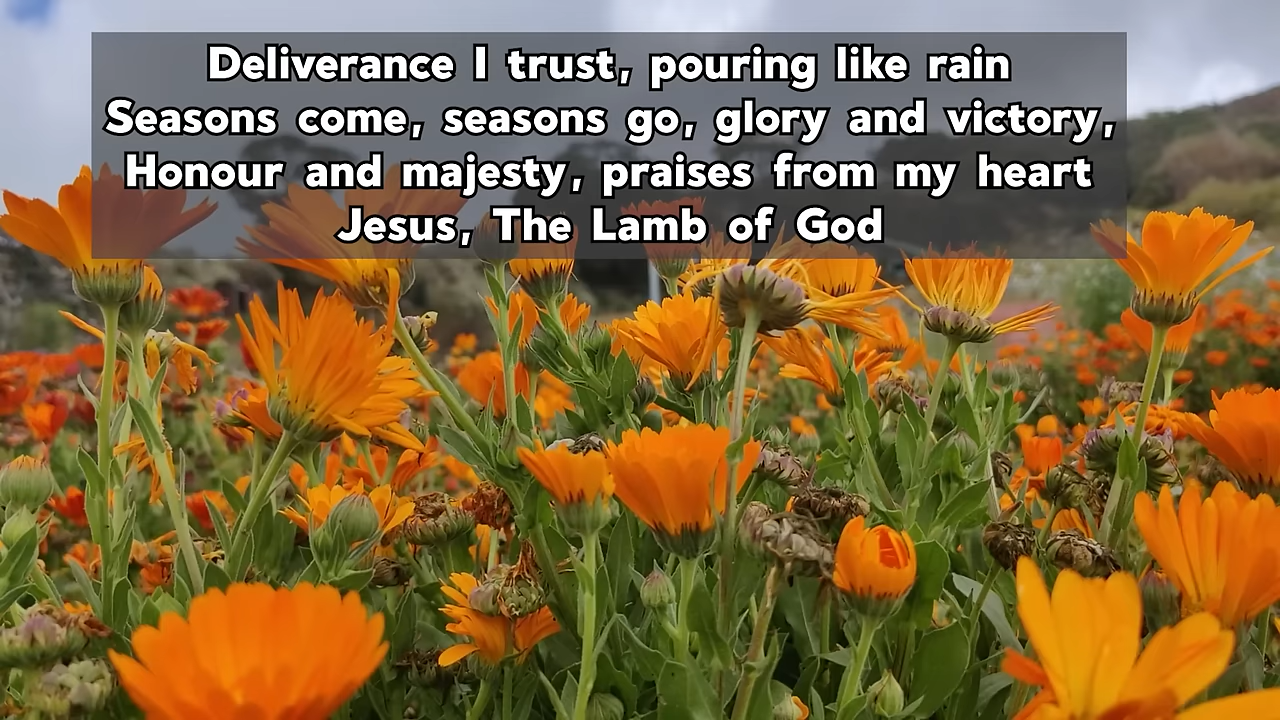 Deliverance I trust, pouring like rain
Seasons come, seasons go, glory and victory,
Honour and majesty, praises from my heart
Jesus, The Lamb of God